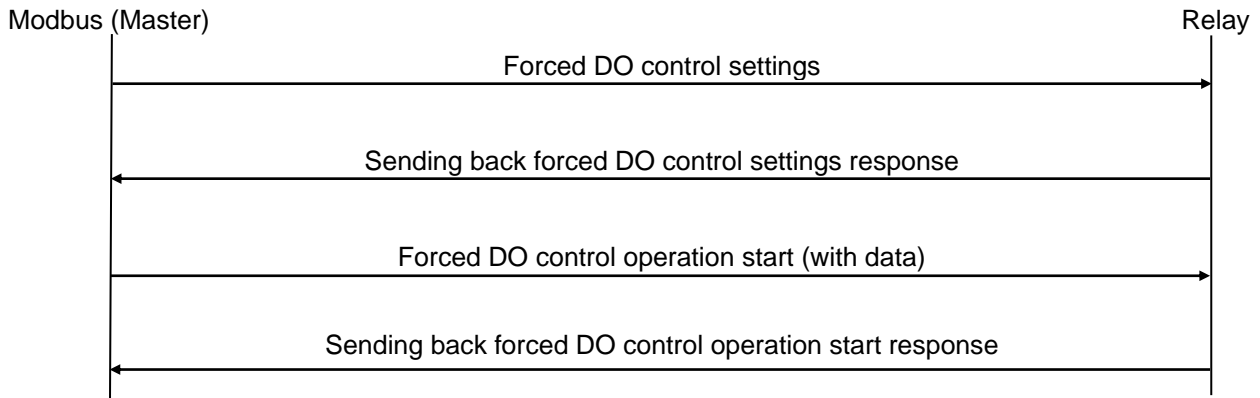 Modbus (Master)
Relay
Forced DO control settings
Sending back forced DO control settings response
Forced DO control operation start (with data)
Sending back forced DO control operation start response